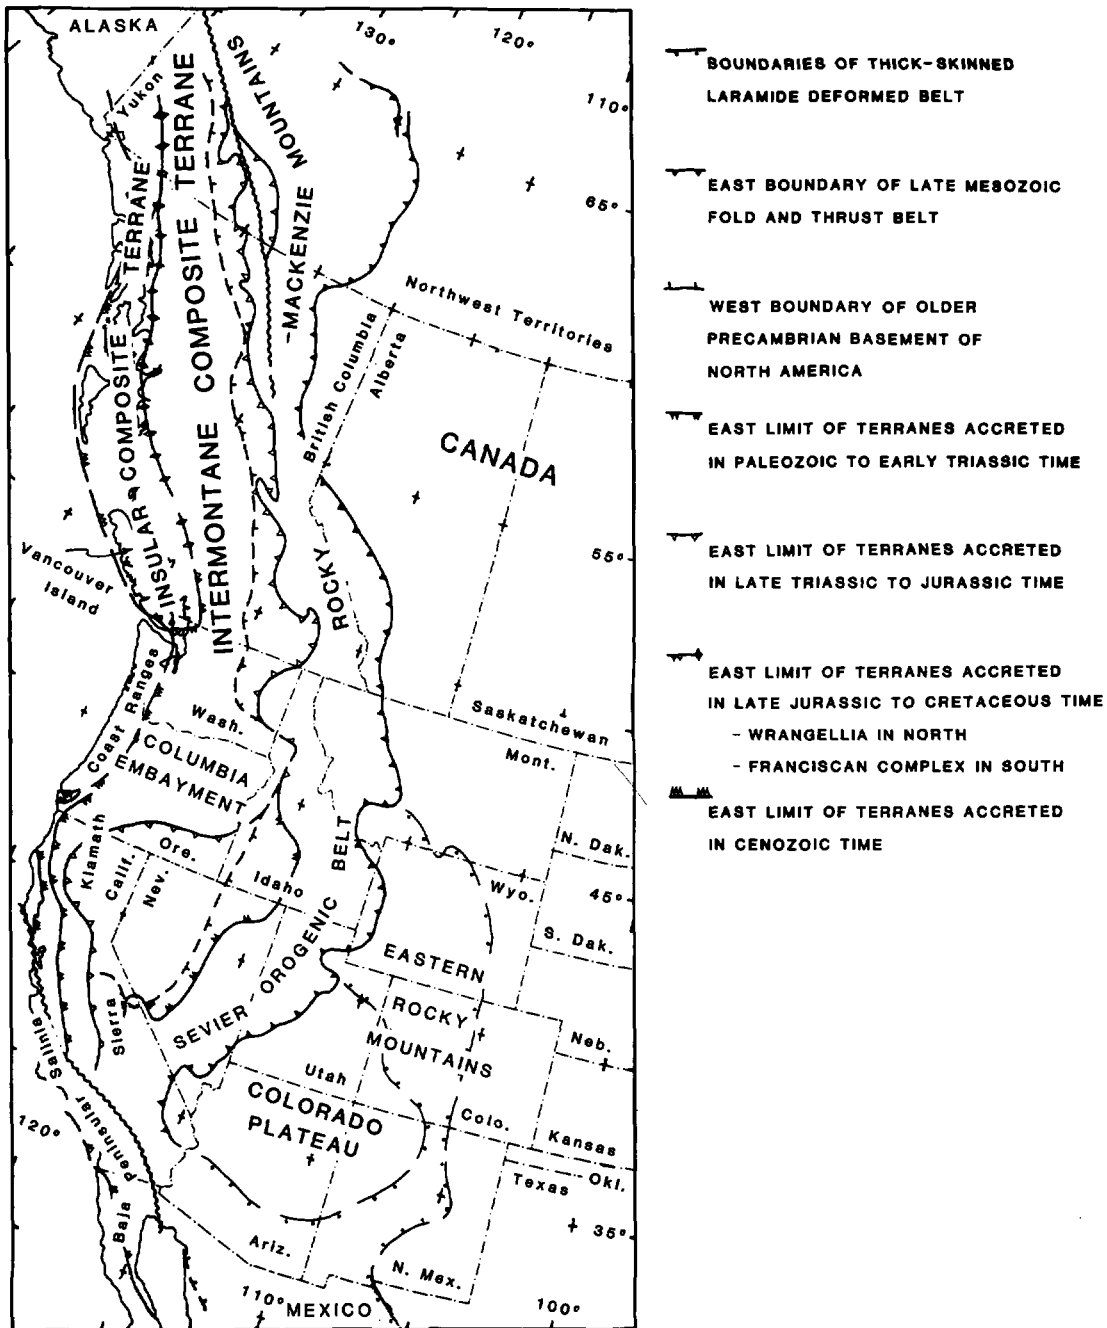 ALASKA
130°
120°
110°
65°
Yukon
MACKENZIE MOUNTAINS
INTERMONTANE COMPOSITE TERRANE
INSULAR COMPOSITE TERRANE
Northwest Territories
British Columbia
Alberta
CANADA
55°
Vancouver
Island
ROCKY
Saskatchewan
Mont.
Coast Ranges
Wash.
COLUMBIA
EMBAYMENT
N. Dak.
Klamath
Ore.
Calif.
Nev.
Idaho
BELT
Wyo.
45°
S. Dak.
EASTERN
SEVIER OROGENIC
ROCKY
MOUNTAINS
Neb.
Sierra
Salinia
Utah
COLORADO
PLATEAU
Colo.
Kansas
Okl.
Texas
120°
Peninsular
Baja
35°
Ariz.
N. Mex.
110°
MEXICO
100°
BOUNDARIES OF THICK-SKINNED
LARAMIDE DEFORMED BELT
EAST BOUNDARY OF LATE MESOZOIC
FOLD AND THRUST BELT
WEST BOUNDARY OF OLDER
PRECAMBRIAN BASEMENT OF
NORTH AMERICA
EAST LIMIT OF TERRANES ACCRETED
IN PALEOZOIC TO EARLY TRIASSIC TIME
EAST LIMIT OF TERRANES ACCRETED
IN LATE TRIASSIC TO JURASSIC TIME
EAST LIMIT OF TERRANES ACCRETED
IN LATE JURASSIC TO CRETACEOUS TIME
- WRANGELLIA IN NORTH
- FRANCISCAN COMPLEX IN SOUTH
EAST LIMIT OF TERRANES ACCRETED
IN CENOZOIC TIME